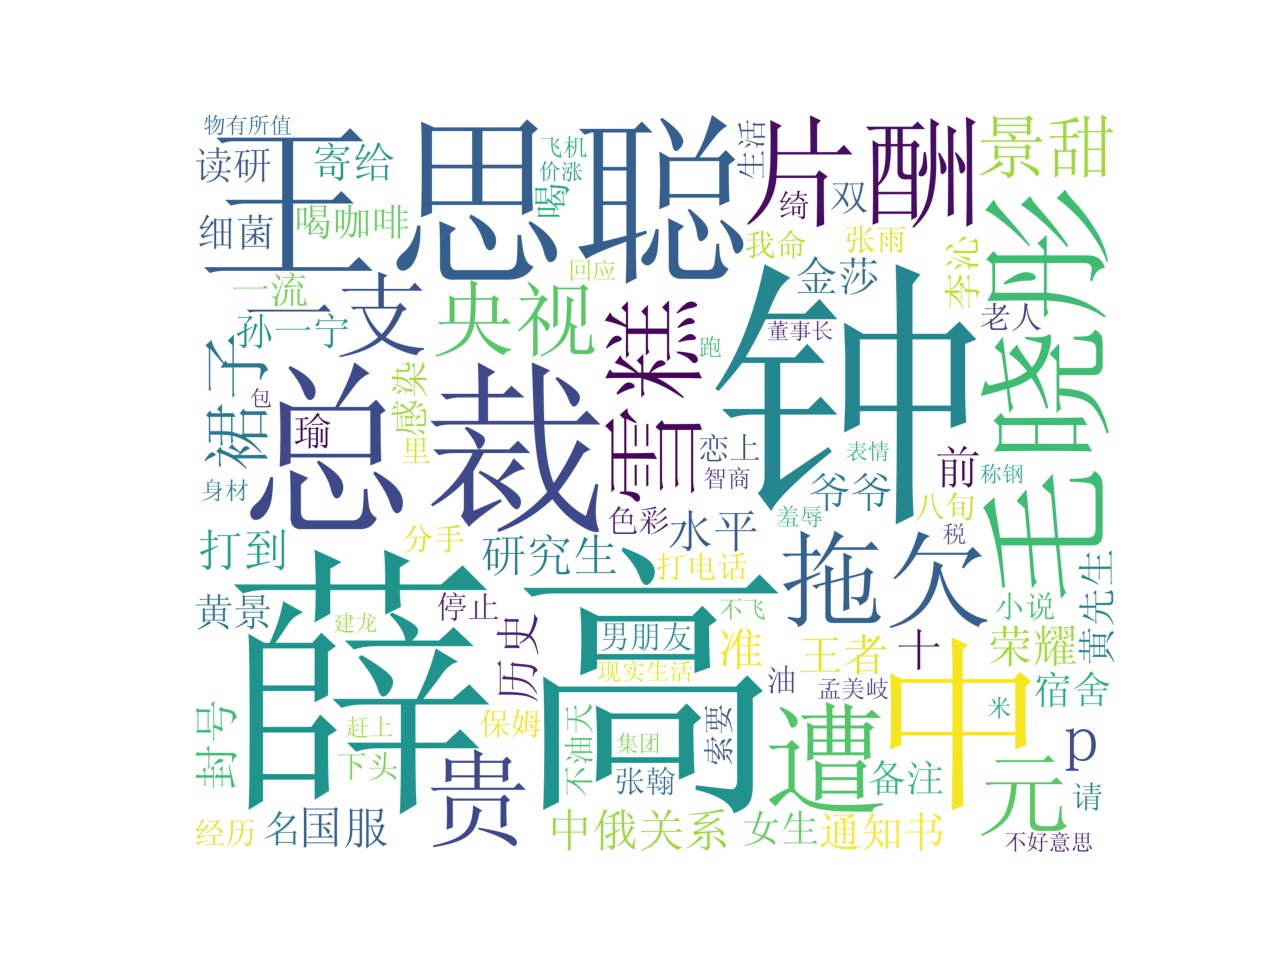 物有所值
王思聪
飞机
价涨
喝
生活
片酬
景甜
读研
寄给
绮
双
细菌
喝咖啡
我命
张雨
李沁
毛晓彤
回应
金莎
一流
二支
央视
雪糕
钟
老人
孙一宁
董事长
跑
裙子
总裁
感染
包
瑜
里
恋上
表情
前
智商
称钢
身材
爷爷
八旬
色彩
水平
羞辱
税
打到
分手
研究生
打电话
拖欠
黄先生
薛
高
黄景
停止
建龙
不飞
小说
历史
男朋友
准
王者
十
荣耀
现实生活
油
孟美岐
中
宿舍
米
封号
赶上
保姆
不油天
集团
索要
遭
p
下头
贵
张翰
备注
元
请
经历
名
国服
中俄关系
女生
通知书
不好意思